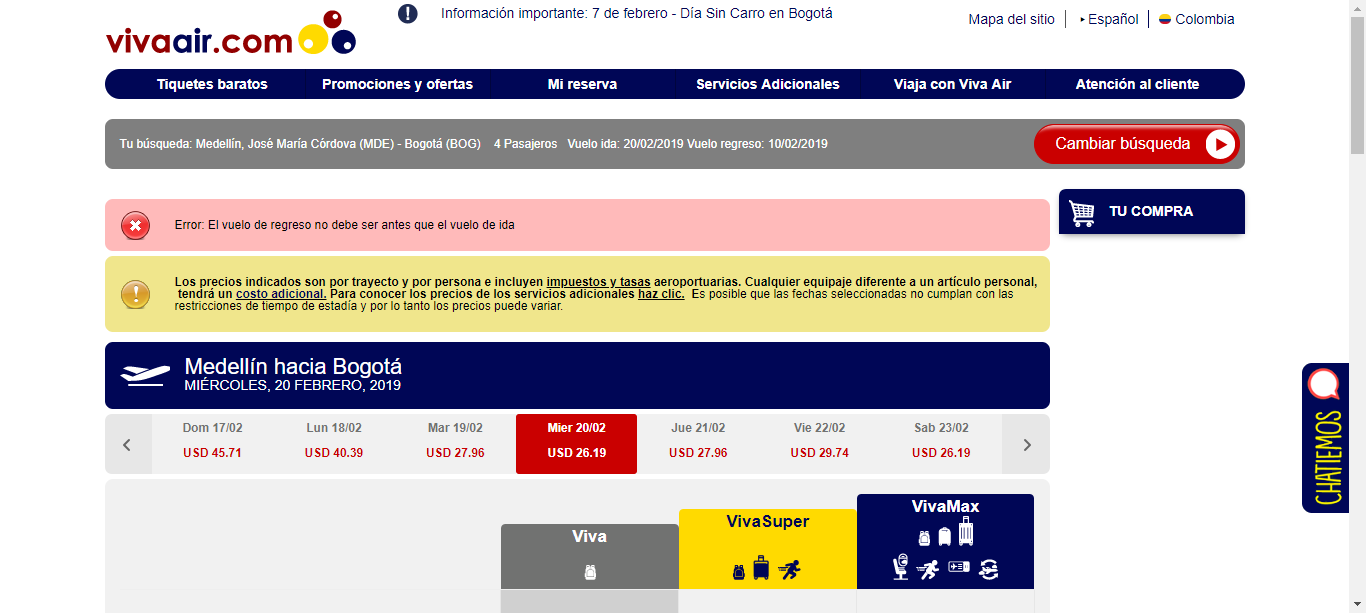 vivaair.com
Información importante: 7 de febrero - Día Sin Carro en Bogotá
Mapa del sitio
Español
Colombia
Tiquetes baratos
Promociones y ofertas
Mi reserva
Servicios Adicionales
Viaja con Viva Air
Atención al cliente
Tu búsqueda: Medellín, José María Córdova (MDE) - Bogotá (BOG) 4 Pasajeros Vuelo ida: 20/02/2019 Vuelo regreso: 10/02/2019
Cambiar búsqueda
TU COMPRA
Error: El vuelo de regreso no debe ser antes que el vuelo de ida
Los precios indicados son por trayecto y por persona e incluyen impuestos y tasas aeroportuarias. Cualquier equipaje diferente a un artículo personal,
tendrá un costo adicional. Para conocer los precios de los servicios adicionales haz clic. Es posible que las fechas seleccionadas no cumplan con las
restricciones de tiempo de estadía y por lo tanto los precios puede variar.
Medellín hacia Bogotá
MIÉRCOLES, 20 FEBRERO, 2019
Dom 17/02
USD 45.71
Lun 18/02
USD 40.39
Mar 19/02
USD 27.96
Mier 20/02
USD 26.19
Jue 21/02
USD 27.96
Vie 22/02
USD 29.74
Sab 23/02
USD 26.19
CHATIEMOS
Viva
VivaSuper
VivaMax